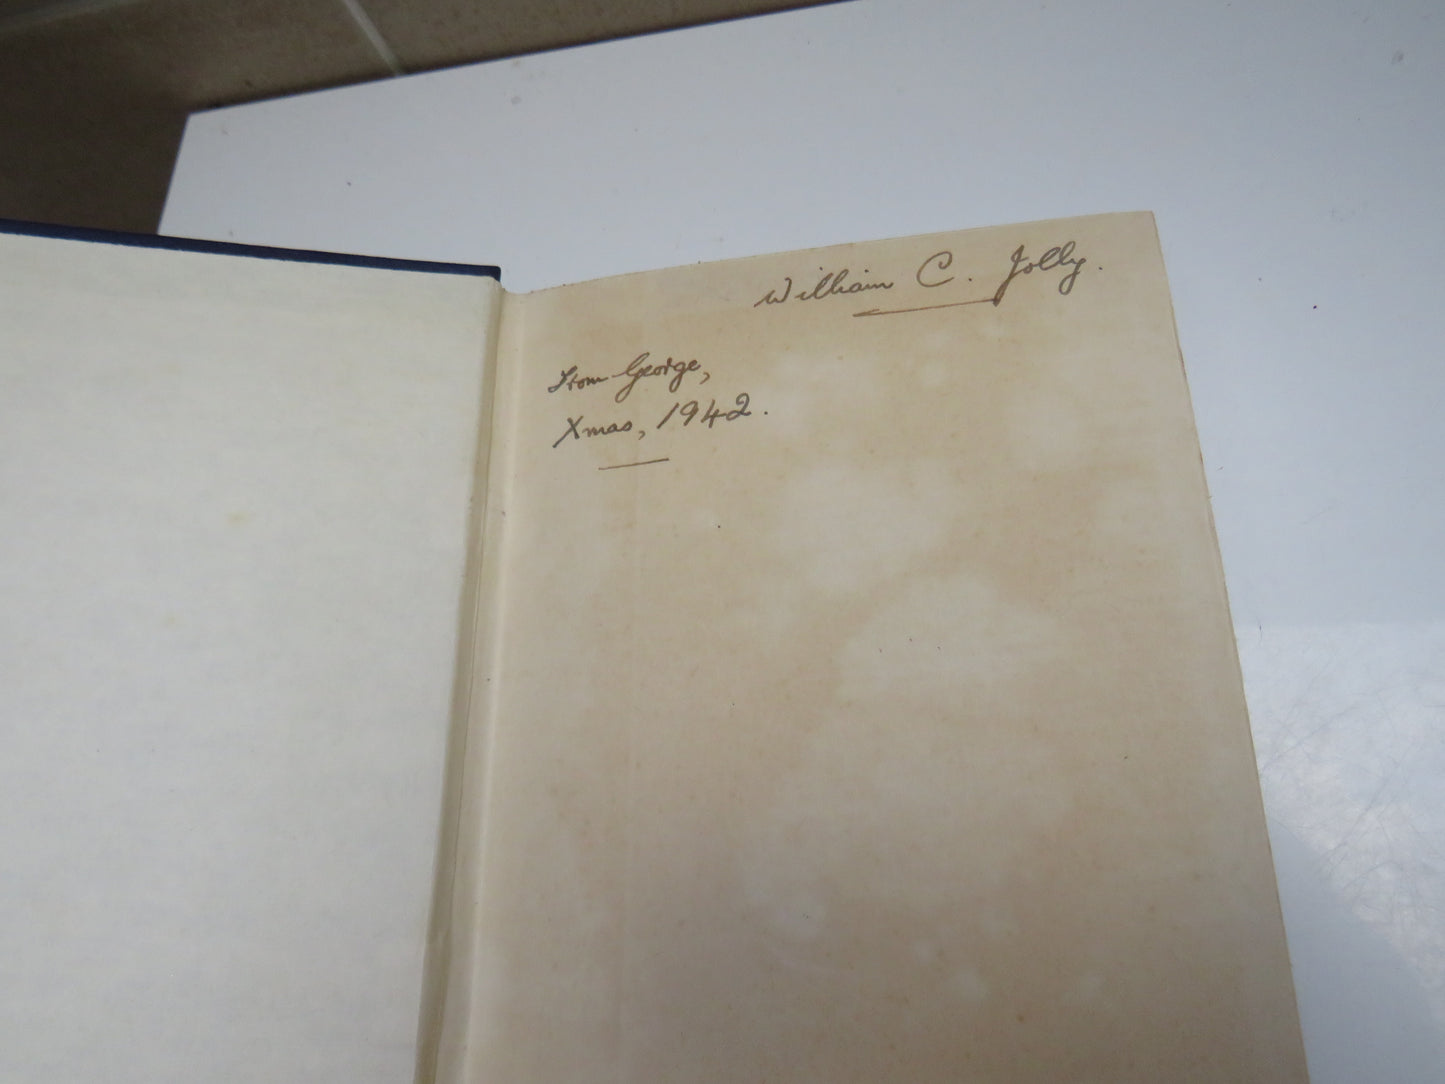 William C. Jolly.
From George,
Xmas, 1942.